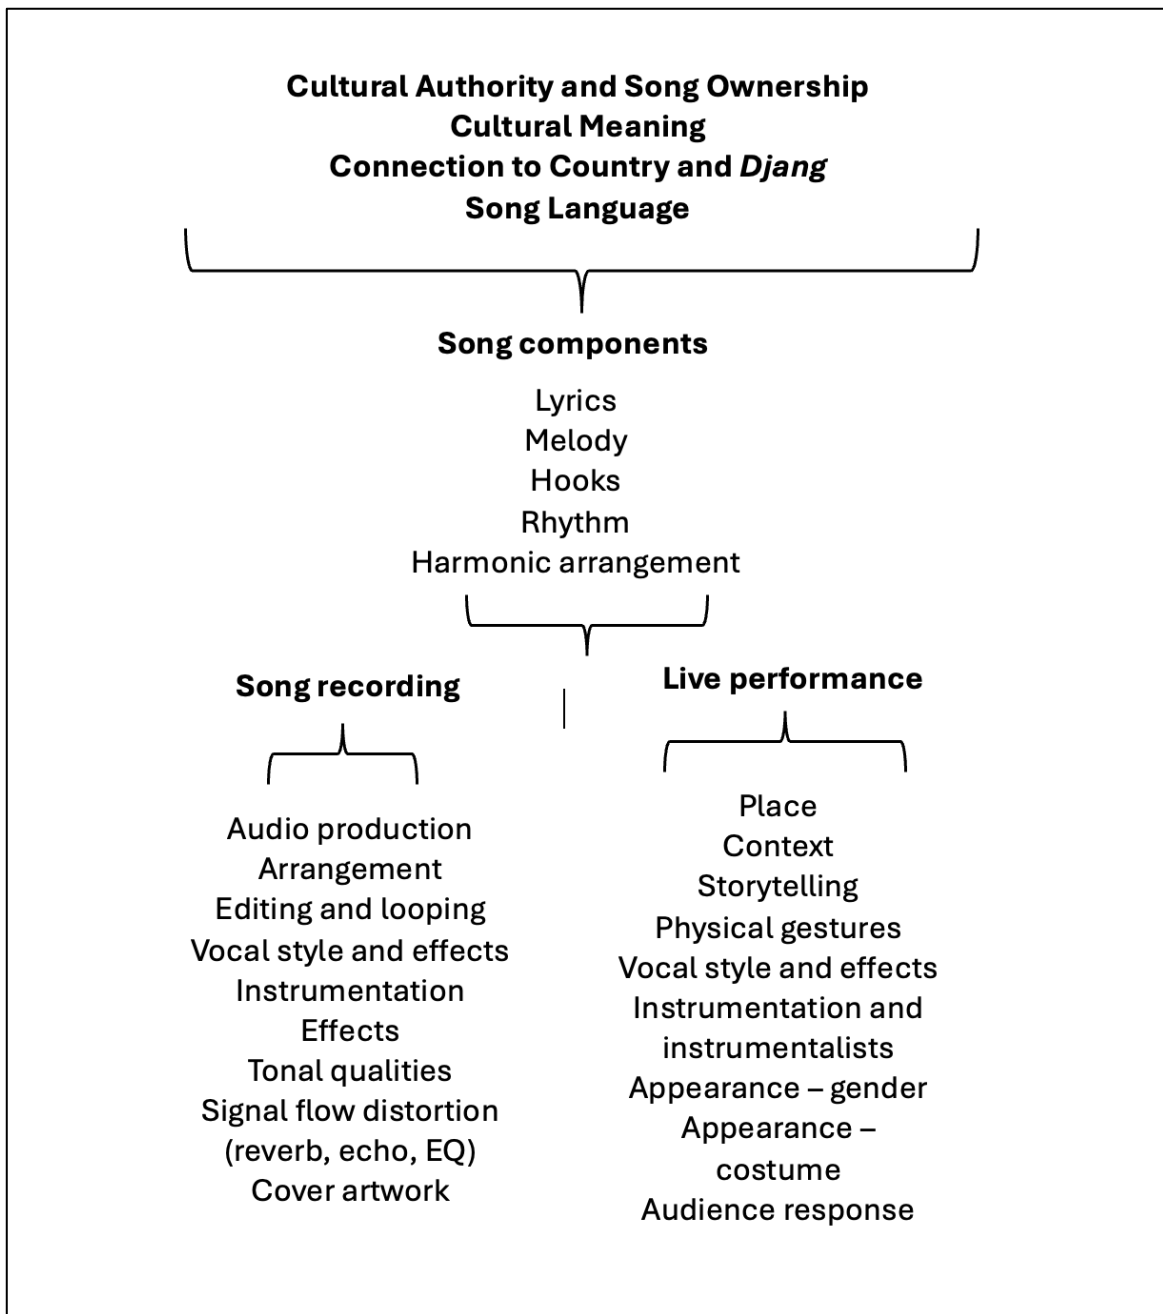 Cultural Authority and Song Ownership
Cultural Meaning
Connection to Country and Djang
Song Language
Song components
Lyrics
Melody
Hooks
Rhythm
Harmonic arrangement
Song recording
Audio production
Arrangement
Editing and looping
Vocal style and effects
Instrumentation
Effects
Tonal qualities
Signal flow distortion
(reverb, echo, EQ)
Cover artwork
Live performance
Place
Context
Storytelling
Physical gestures
Vocal style and effects
Instrumentation and
instrumentalists
Appearance – gender
Appearance –
costume
Audience response